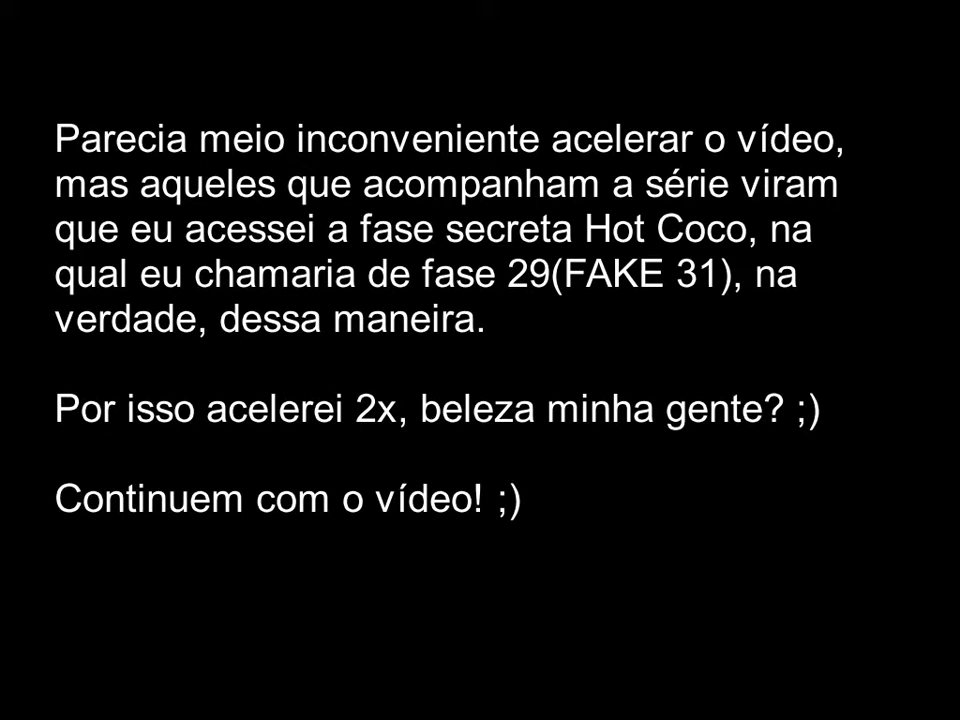 Parecia meio inconveniente acelerar o vídeo,
mas aqueles que acompanham a série viram
que eu acessei a fase secreta Hot Coco, na
qual eu chamaria de fase 29(FAKE 31), na
verdade, dessa maneira.
Por isso acelerei 2x, beleza minha gente? ;)
Continuem com o vídeo! ;)